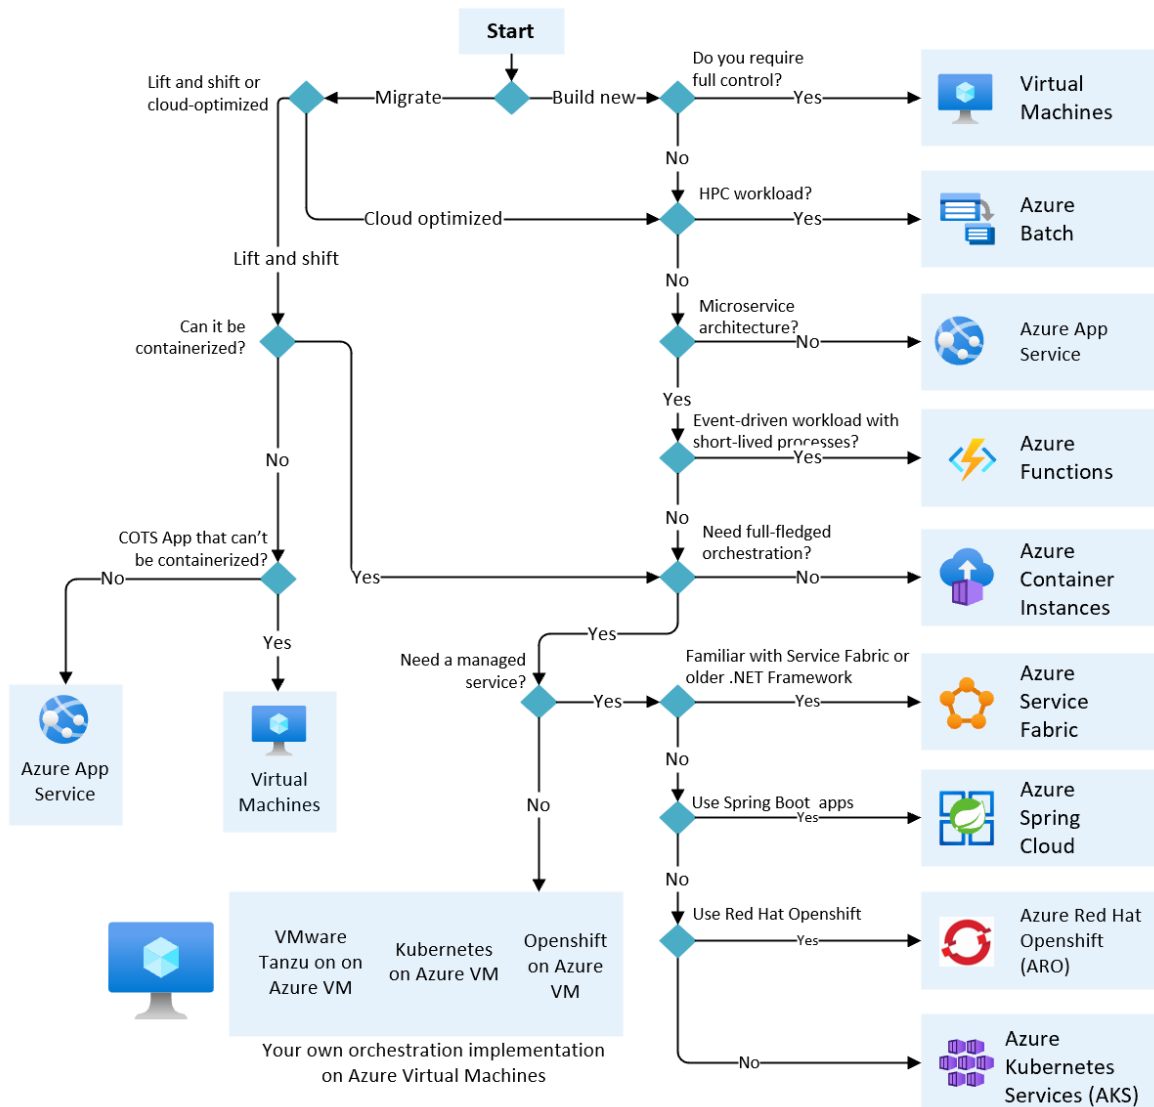 Start
Lift and shift or
cloud-optimized
Migrate
Build new
Do you require
full control?
Yes
Virtual
Machines
No
HPC workload?
Cloud optimized
Yes
Azure
Batch
Lift and shift
No
Microservice
architecture?
No
Azure App
Service
Can it be
containerized?
Yes
Event-driven workload with
short-lived processes?
Yes
Azure
Functions
No
No
Need full-fledged
orchestration?
No
Azure
Container
Instances
COTS App that can't
be containerized?
No
Yes
Yes
Yes
Azure App
Service
Virtual
Machines
Need a managed
service?
Yes
Familiar with Service Fabric or
older .NET Framework
Yes
Azure
Service
Fabric
No
No
Use Spring Boot apps
Yes
Azure
Spring
Cloud
No
Use Red Hat Openshift
Yes
Azure Red Hat
Openshift
(ARO)
VMware
Tanzu on on
Azure VM
Kubernetes
on Azure VM
Openshift
on Azure
VM
Your own orchestration implementation
on Azure Virtual Machines
No
Azure
Kubernetes
Services (AKS)